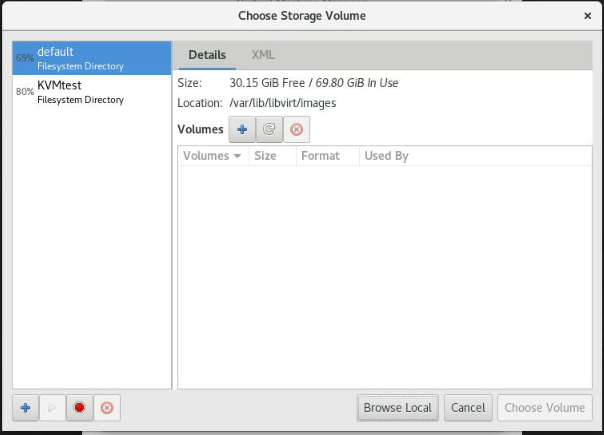 Choose Storage Volume
69% default
Filesystem Directory
80% KVMtest
Filesystem Directory
Details XML
Size: 30.15 GiB Free / 69.80 GiB In Use
Location: /var/lib/libvirt/images
Volumes
Volumes Size Format Used By
Browse Local Cancel Choose Volume